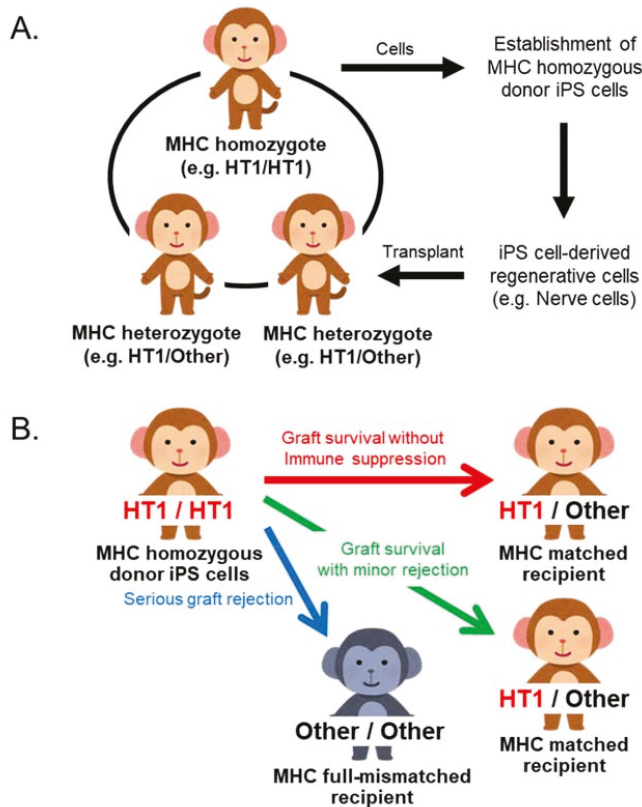 A.
Cells
Establishment of
MHC homozygous
donor iPS cells
MHC homozygote
(e.g. HT1/HT1)
Transplant
iPS cell-derived
regenerative cells
(e.g. Nerve cells)
MHC heterozygote
(e.g. HT1/Other)
MHC heterozygote
(e.g. HT1/Other)
B.
Graft survival without
Immune suppression
HT1 / HT1
HT1 / Other
MHC homozygous
donor iPS cells
MHC matched
recipient
Graft survival
with minor rejection
Serious graft rejection
HT1 / Other
MHC matched
recipient
Other / Other
MHC full-mismatched
recipient